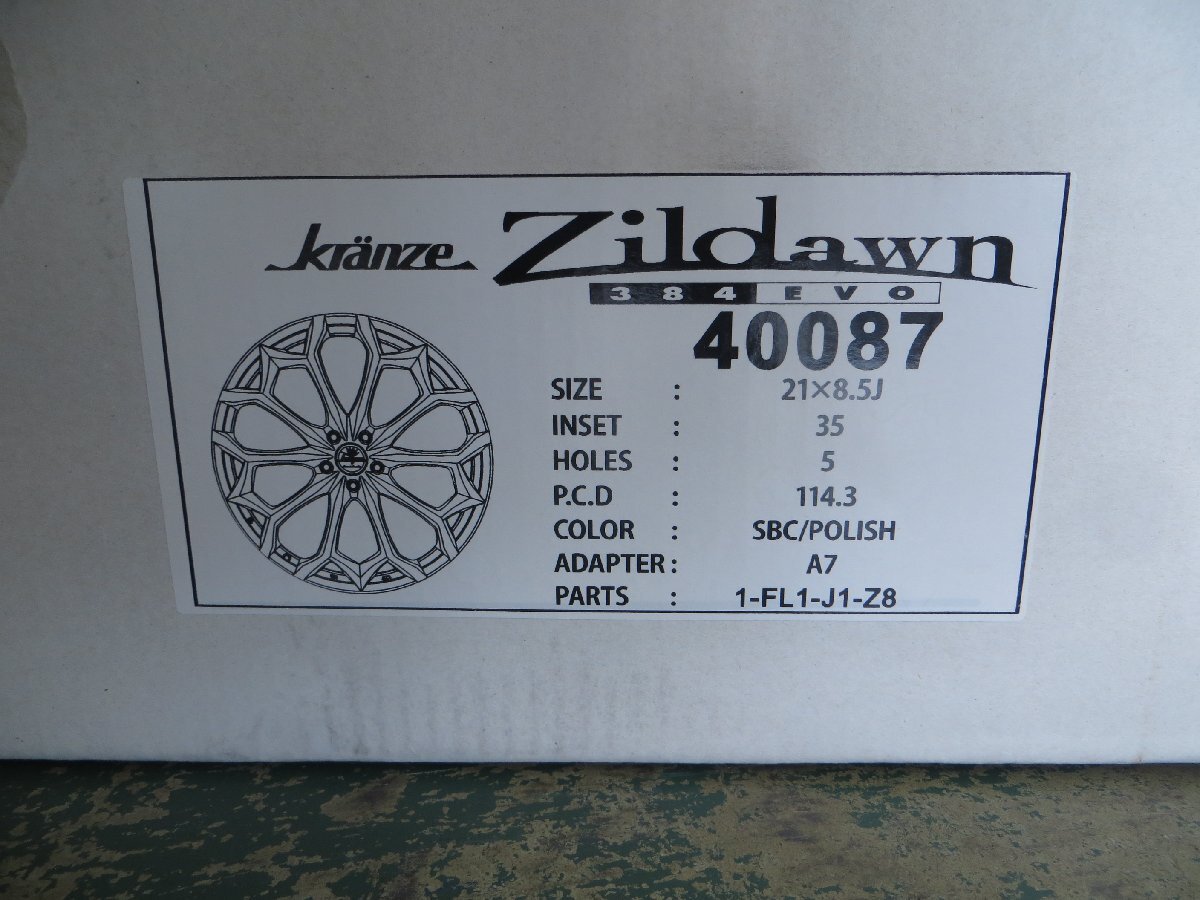 kränze Zildawn
384 EVO
40087
SIZE : 21×8.5J
INSET : 35
HOLES : 5
P.C.D : 114.3
COLOR : SBC/POLISH
ADAPTER : A7
PARTS : 1-FL1-J1-Z8